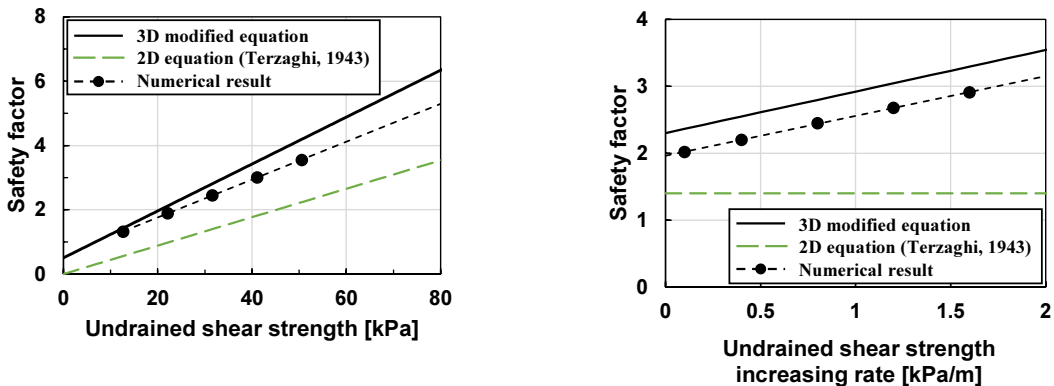 8
6
4
2
0
Safety factor
3D modified equation
2D equation (Terzaghi, 1943)
Numerical result
0
20
40
60
80
Undrained shear strength [kPa]
4
3
2
1
0
Safety factor
3D modified equation
2D equation (Terzaghi, 1943)
Numerical result
0
0.5
1
1.5
2
Undrained shear strength
increasing rate [kPa/m]